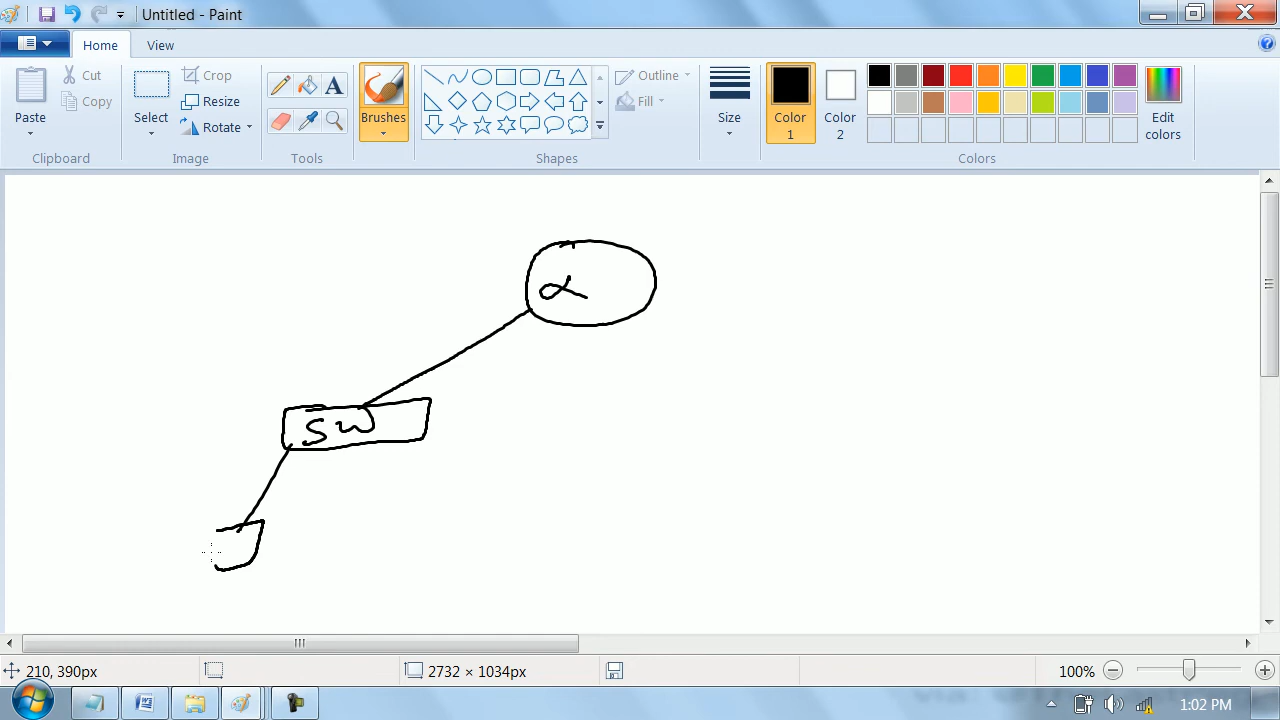 Untitled - Paint
Home View
Paste
Cut
Copy
Clipboard
Select
Crop
Resize
Rotate
Image
A
Tools
Brushes
Outline
Fill
Shapes
Size
Color 1
Color 2
Edit colors
Colors
SW
210, 390px
2732 × 1034px
100%
1:02 PM